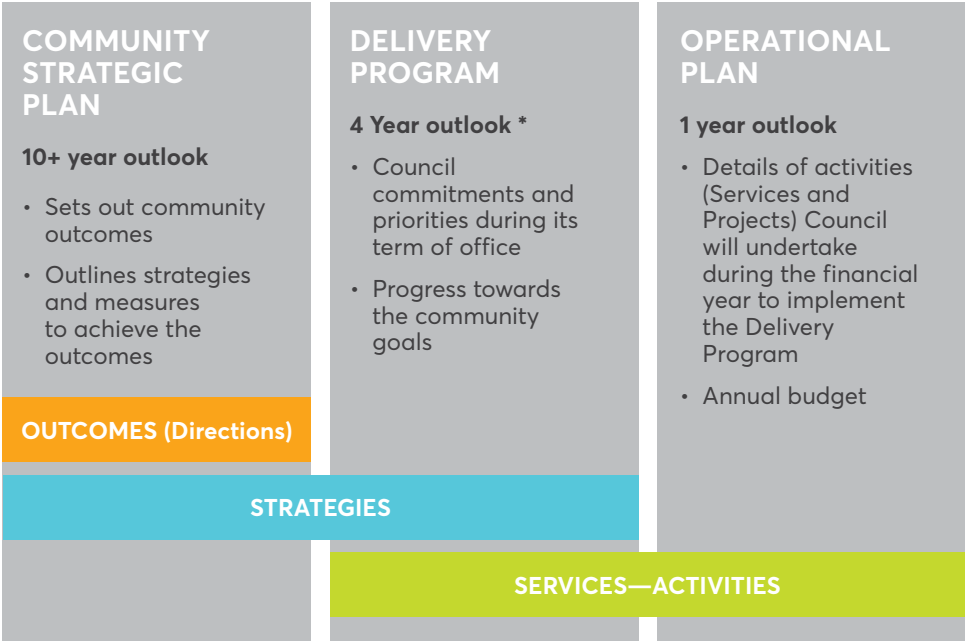 COMMUNITY
STRATEGIC
PLAN
10+ year outlook
• Sets out community
outcomes
• Outlines strategies
and measures
to achieve the
outcomes
DELIVERY
PROGRAM
4 Year outlook *
• Council
commitments and
priorities during its
term of office
• Progress towards
the community
goals
OPERATIONAL
PLAN
1 year outlook
• Details of activities
(Services and
Projects) Council
will undertake
during the financial
year to implement
the Delivery
Program
• Annual budget
OUTCOMES (Directions)
STRATEGIES
SERVICES—ACTIVITIES